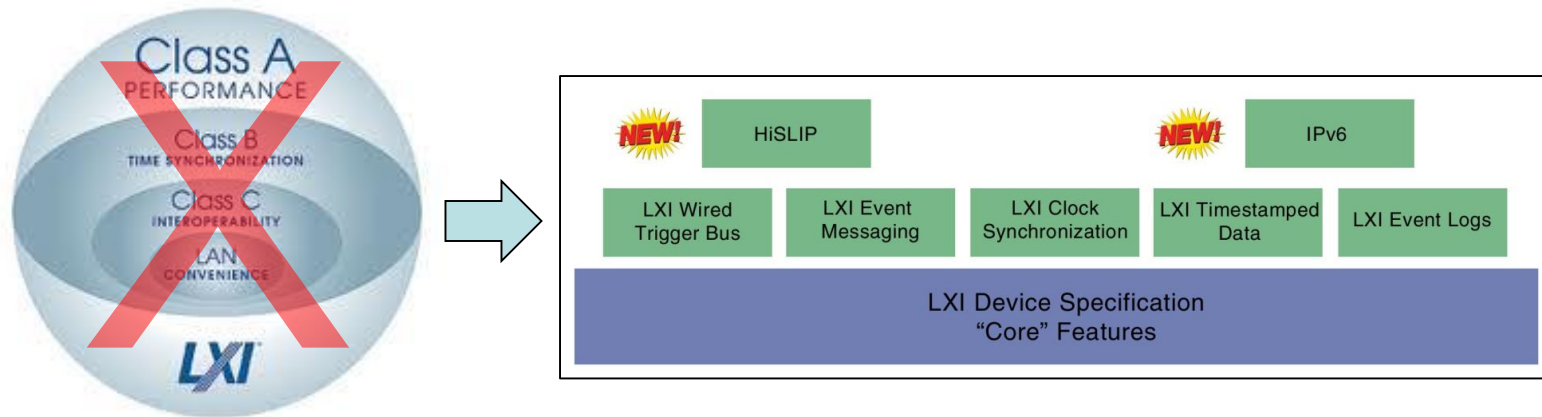 Class A
PERFORMANCE
Class B
TIME SYNCHRONIZATION
Class C
INTEROPERABILITY
LAN
CONVENIENCE
LXI
NEW!
HiSLIP
NEW!
IPv6
LXI Wired
Trigger Bus
LXI Event
Messaging
LXI Clock
Synchronization
LXI Timestamped
Data
LXI Event Logs
LXI Device Specification
“Core” Features